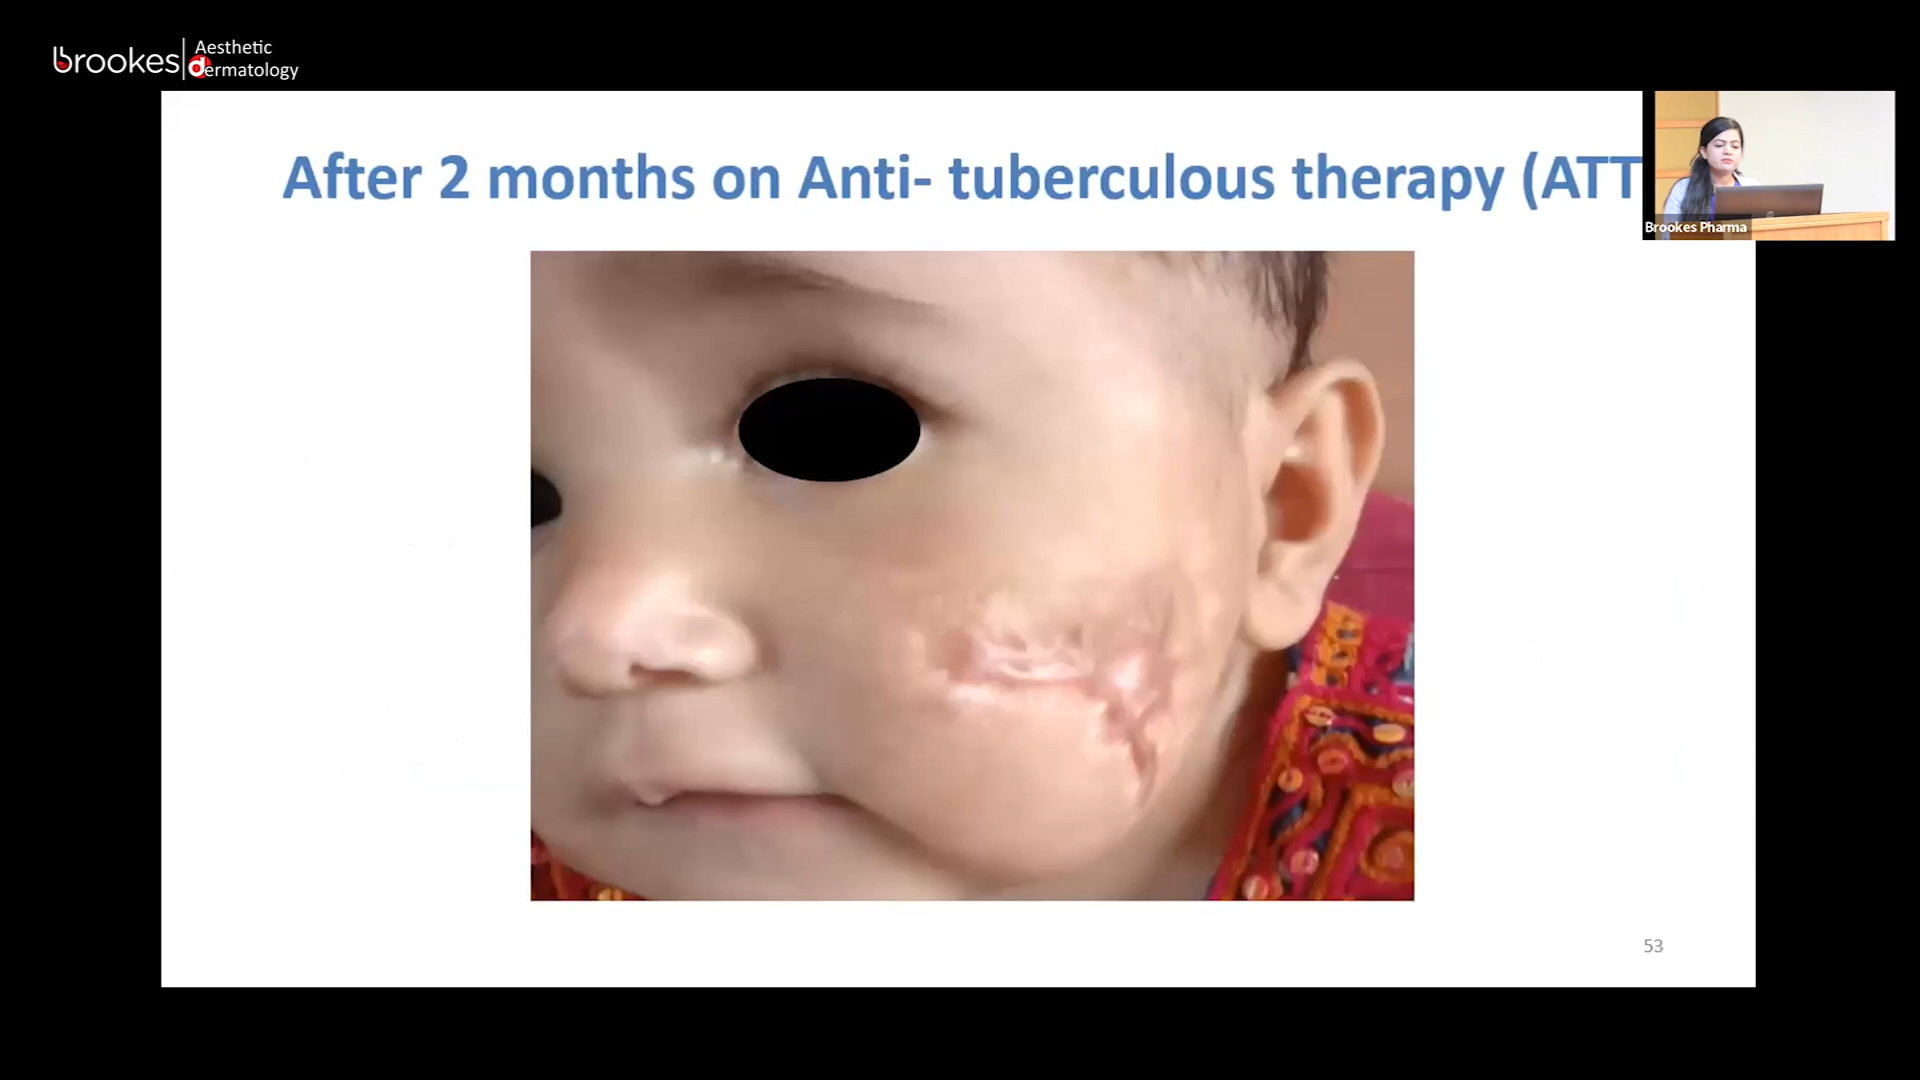 brookes Aesthetic
dermatology
After 2 months on Anti- tuberculous therapy (ATT
Brookes Pharma
53